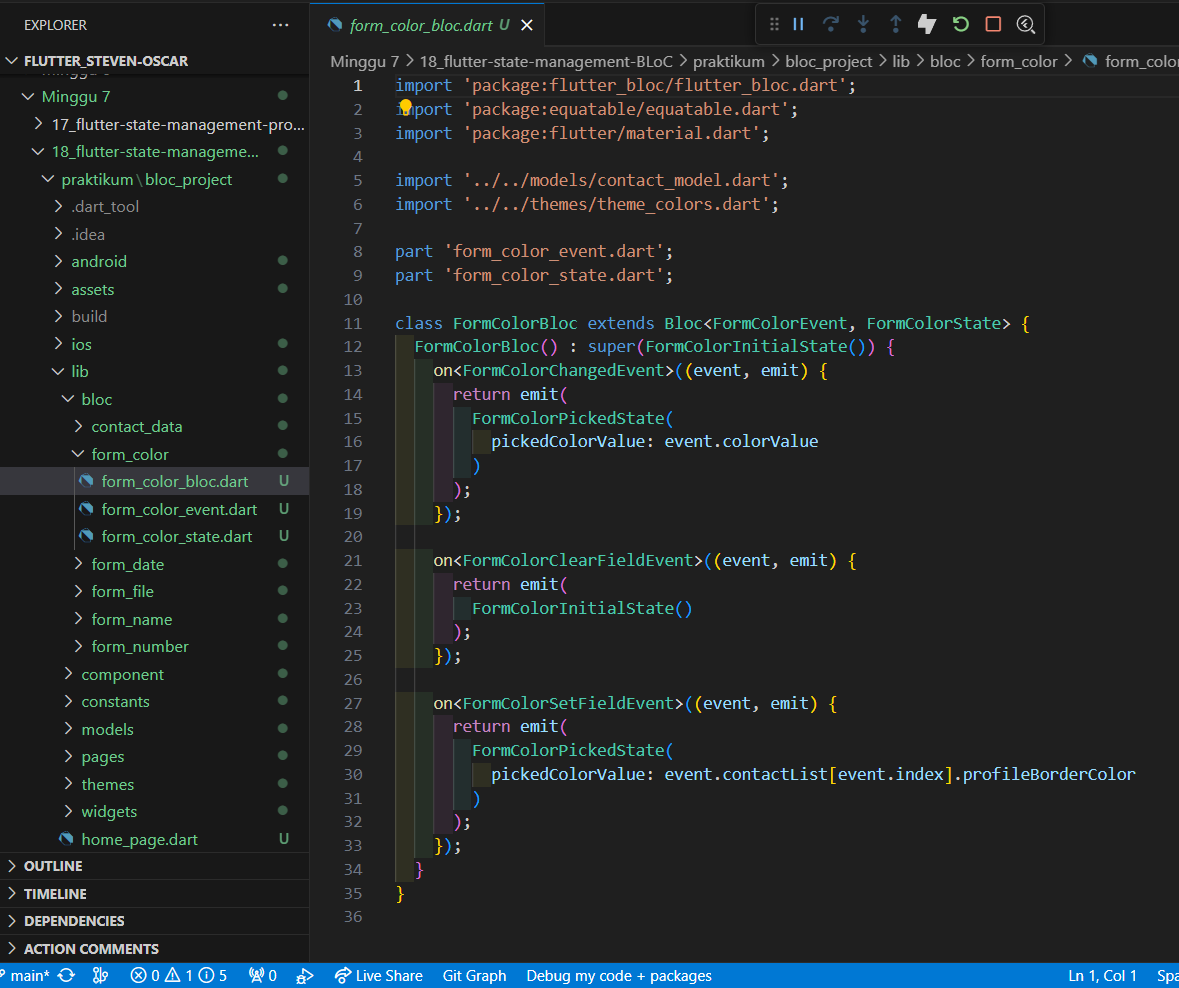 EXPLORER
...
FLUTTER_STEVEN-OSCAR
Minggu 7
17_flutter-state-management-pro...
18_flutter-state-manageme...
praktikum\bloc_project
.dart_tool
.idea
android
assets
build
ios
lib
bloc
contact_data
form_color
form_color_bloc.dart U
form_color_event.dart U
form_color_state.dart U
form_date
form_file
form_name
form_number
component
constants
models
pages
themes
widgets
home_page.dart U
OUTLINE
TIMELINE
DEPENDENCIES
ACTION COMMENTS
form_color_bloc.dart U
Minggu 7 > 18_flutter-state-management-BLoC > praktikum > bloc_project > lib > bloc > form_color > form_color
1 import 'package:flutter_bloc/flutter_bloc.dart';
2 import 'package:equatable/equatable.dart';
3 import 'package:flutter/material.dart';
4
5 import '../../models/contact_model.dart';
6 import '../../themes/theme_colors.dart';
7
8 part 'form_color_event.dart';
9 part 'form_color_state.dart';
10
11 class FormColorBloc extends Bloc<FormColorEvent, FormColorState> {
12   FormColorBloc() : super(FormColorInitialState()) {
13     on<FormColorChangedEvent>((event, emit) {
14       return emit(
15         FormColorPickedState(
16           pickedColorValue: event.colorValue
17         )
18       );
19     });
20
21     on<FormColorClearFieldEvent>((event, emit) {
22       return emit(
23         FormColorInitialState()
24       );
25     });
26
27     on<FormColorSetFieldEvent>((event, emit) {
28       return emit(
29         FormColorPickedState(
30           pickedColorValue: event.contactList[event.index].profileBorderColor
31         )
32       );
33     });
34   }
35 }
36
main* 0 1 5 0 Live Share Git Graph Debug my code + packages Ln 1, Col 1 Spa